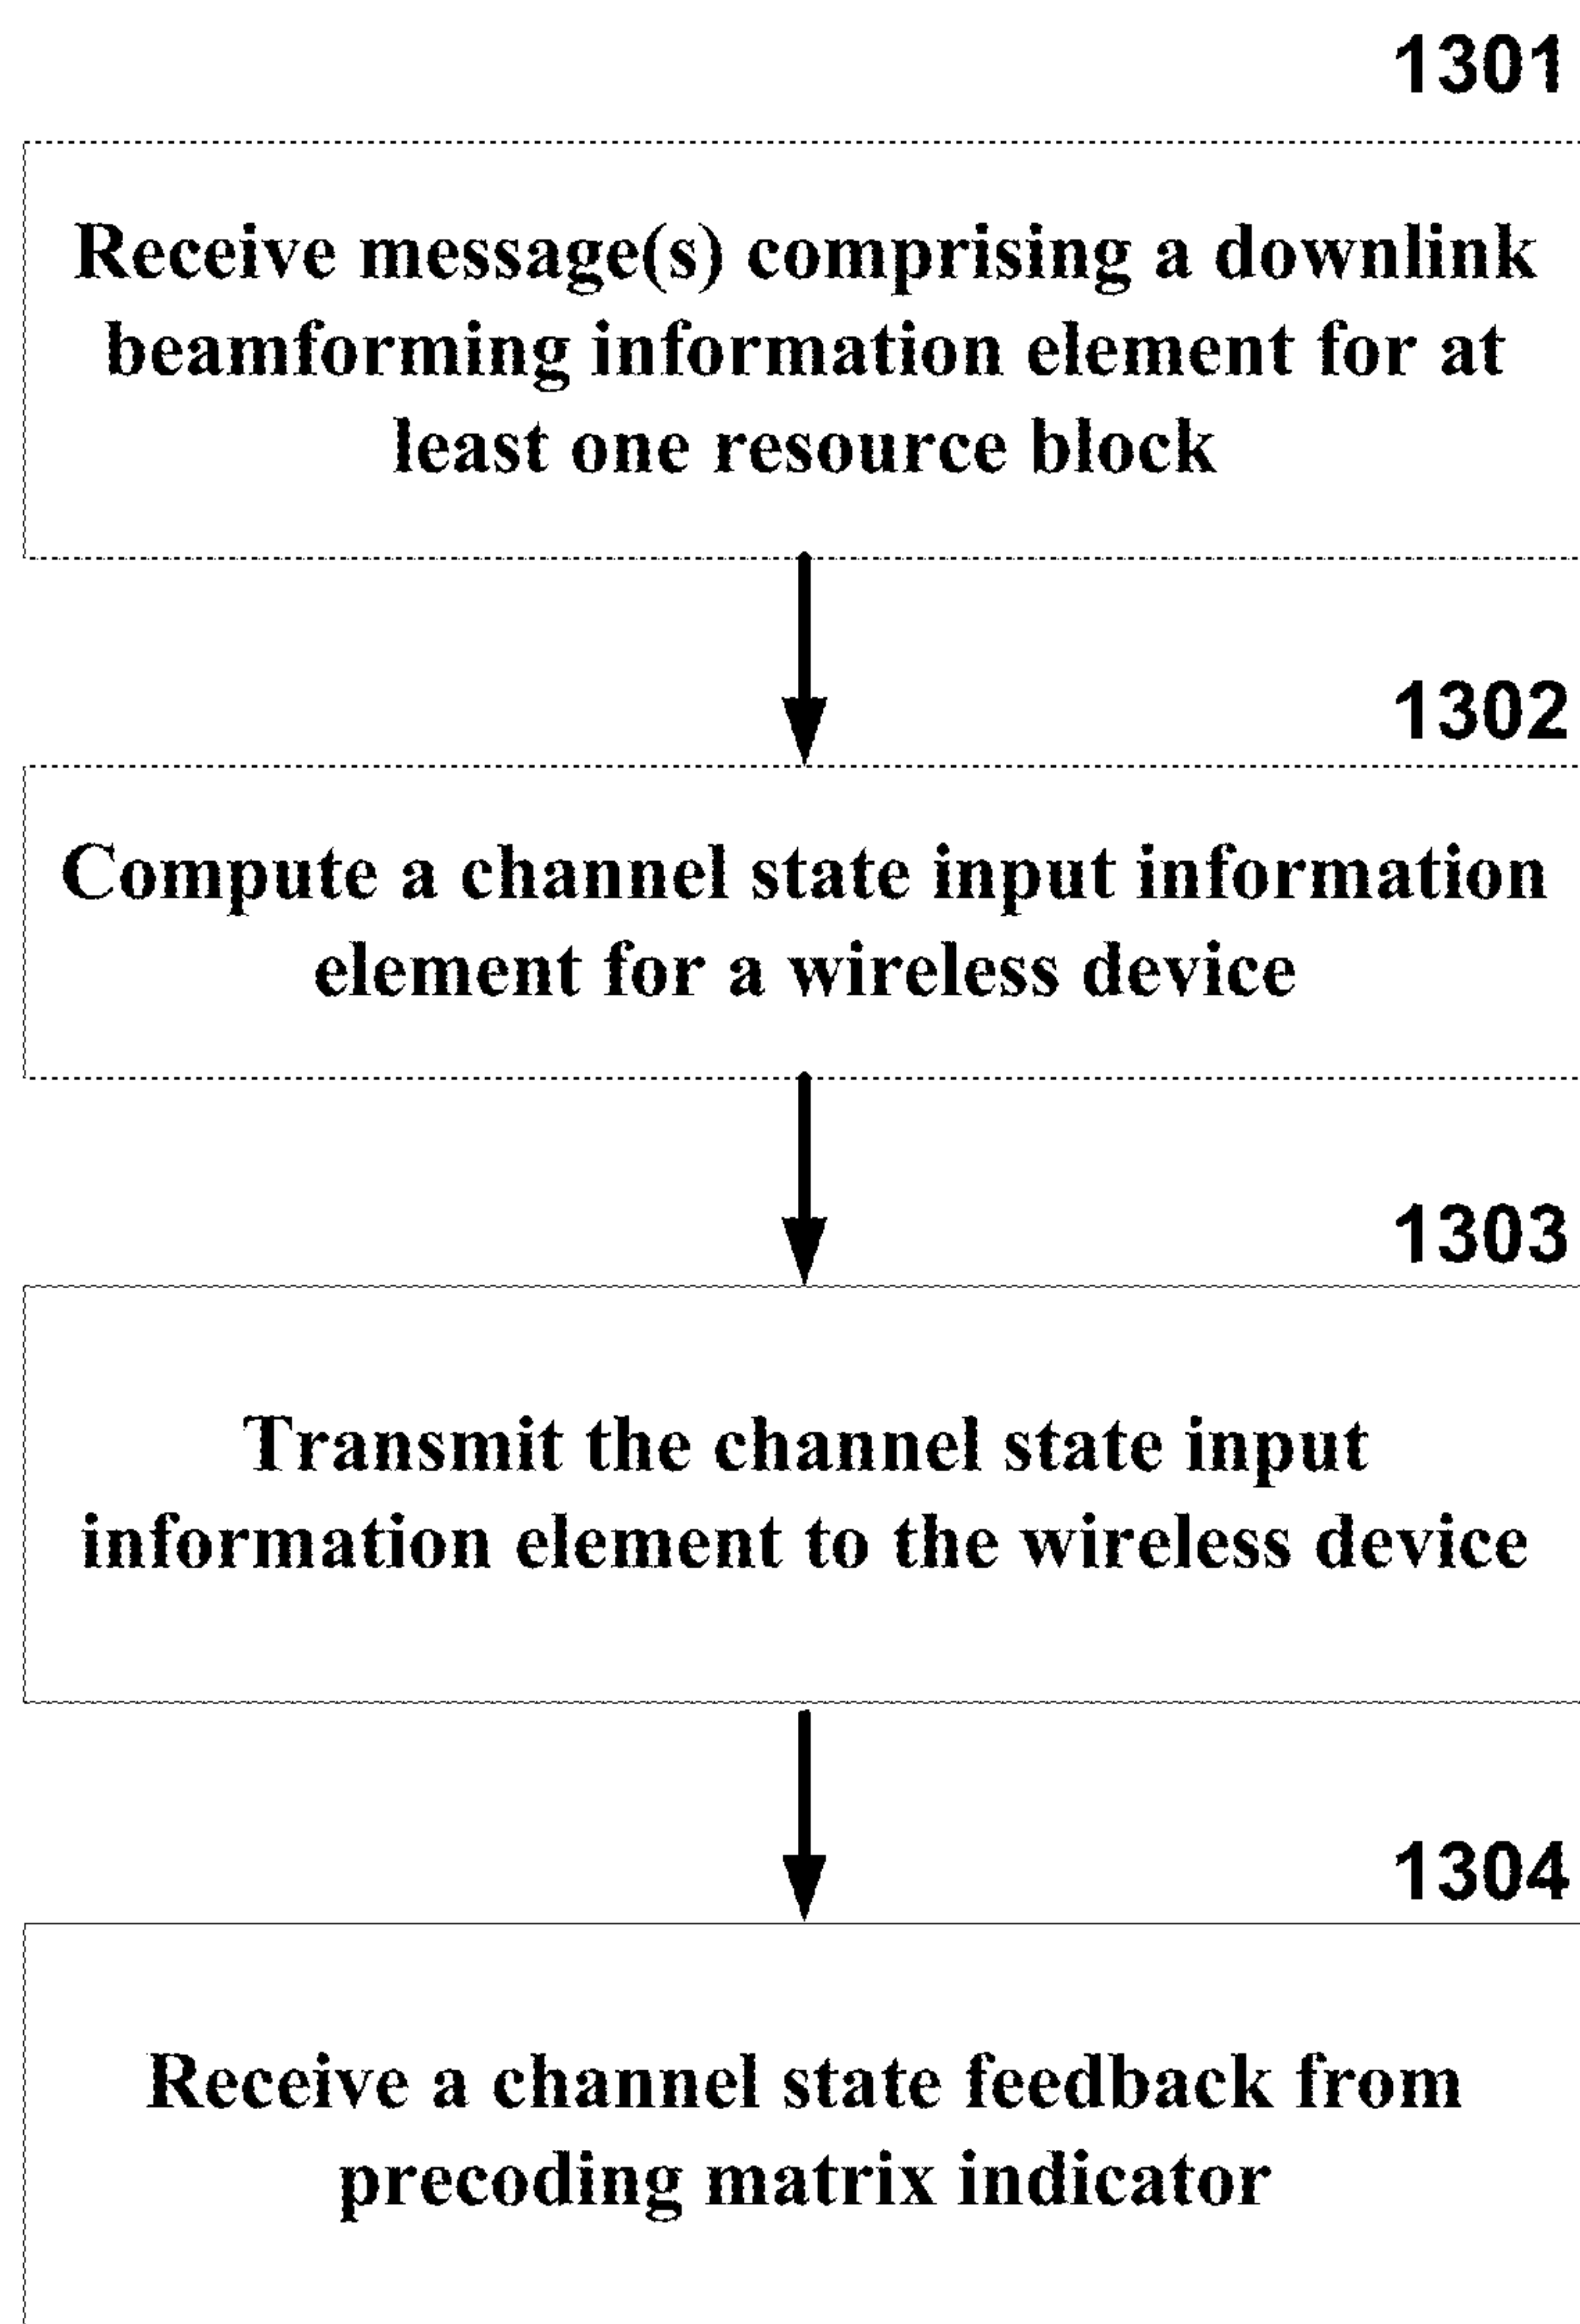 1301
Receive message(s) comprising a downlink
beamforming information element for at
least one resource block
1302
Compute a channel state input information
element for a wireless device
1303
Transmit the channel state input
information element to the wireless device
1304
Receive a channel state feedback from
precoding matrix indicator